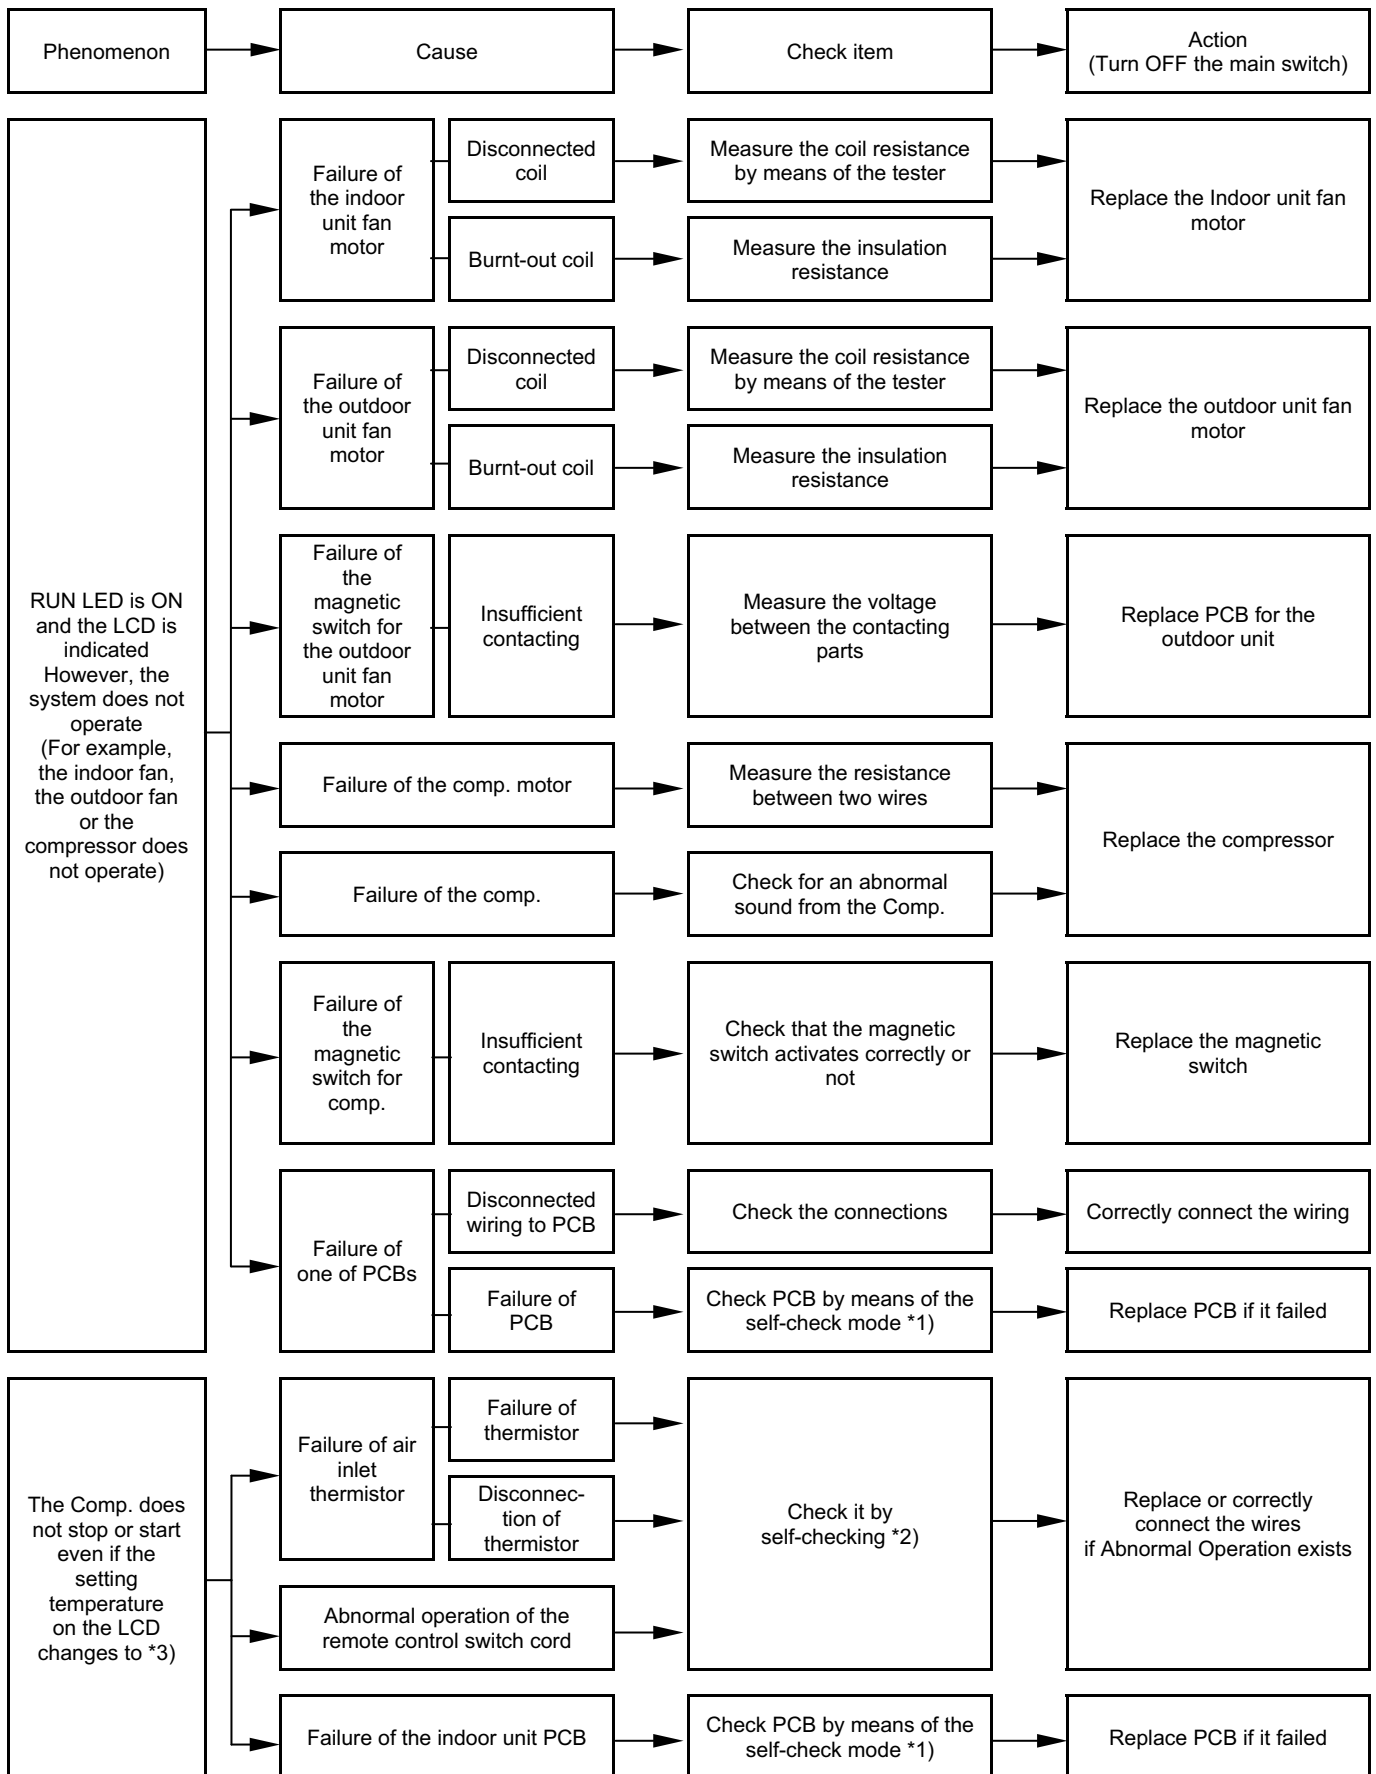 Phenomenon
Cause
Check item
Action
(Turn OFF the main switch)
RUN LED is ON
and the LCD is
indicated
However, the
system does not
operate
(For example,
the indoor fan,
the outdoor fan
or the
compressor does
not operate)
Failure of
the indoor
unit fan
motor
Disconnected
coil
Measure the coil resistance
by means of the tester
Burnt-out coil
Measure the insulation
resistance
Replace the Indoor unit fan
motor
Failure of
the outdoor
unit fan
motor
Disconnected
coil
Measure the coil resistance
by means of the tester
Burnt-out coil
Measure the insulation
resistance
Replace the outdoor unit fan
motor
Failure of
the
magnetic
switch for
the outdoor
unit fan
motor
Insufficient
contacting
Measure the voltage
between the contacting
parts
Replace PCB for the
outdoor unit
Failure of the comp. motor
Measure the resistance
between two wires
Failure of the comp.
Check for an abnormal
sound from the Comp.
Replace the compressor
Failure of
the
magnetic
switch for
comp.
Insufficient
contacting
Check that the magnetic
switch activates correctly or
not
Replace the magnetic
switch
Failure of
one of PCBs
Disconnected
wiring to PCB
Check the connections
Correctly connect the wiring
Failure of
PCB
Check PCB by means of the
self-check mode *1)
Replace PCB if it failed
The Comp. does
not stop or start
even if the
setting
temperature
on the LCD
changes to *3)
Failure of air
inlet
thermistor
Failure of
thermistor
Disconnec-
tion of
thermistor
Abnormal operation of the
remote control switch cord
Check it by
self-checking *2)
Replace or correctly
connect the wires
if Abnormal Operation exists
Failure of the indoor unit PCB
Check PCB by means of the
self-check mode *1)
Replace PCB if it failed